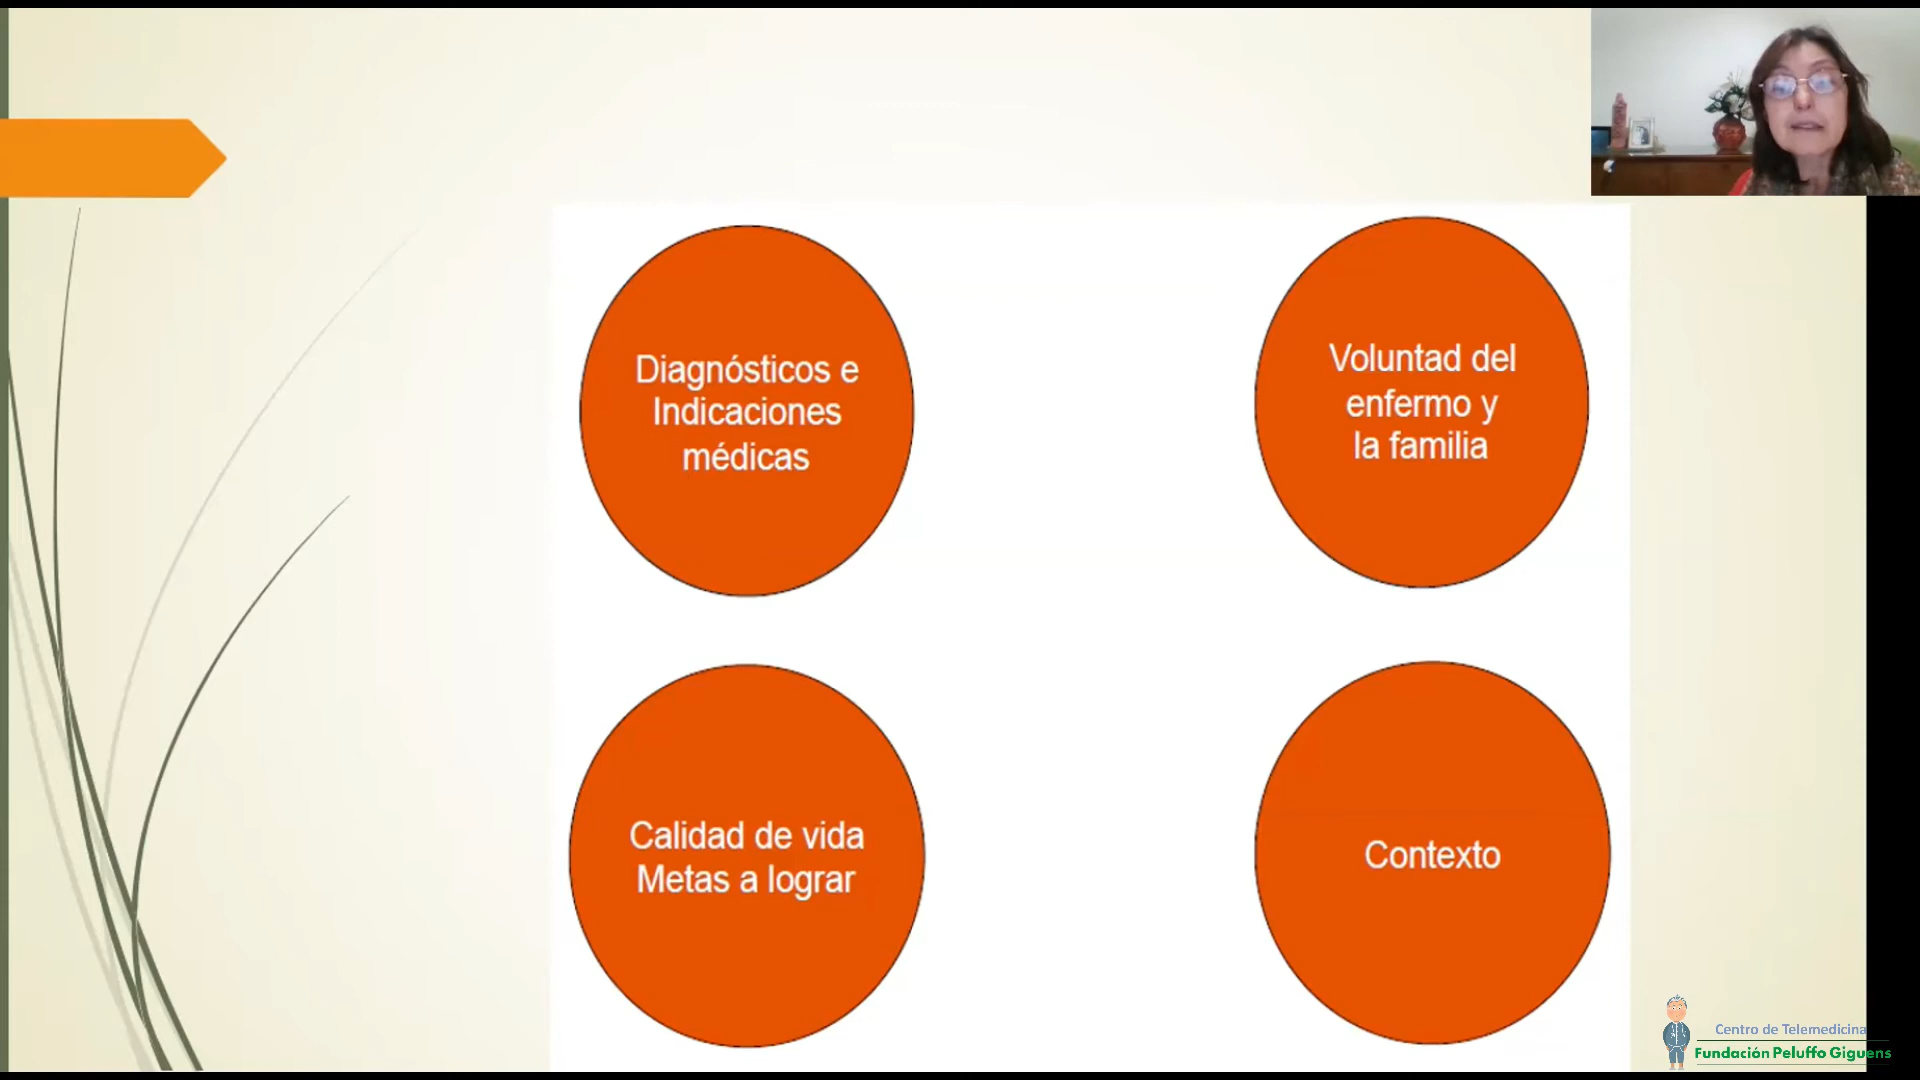 Diagnósticos e
Indicaciones
médicas
Voluntad del
enfermo y
la familia
Calidad de vida
Metas a lograr
Contexto
Centro de Telemedicina
Fundación Peluffo Giguens